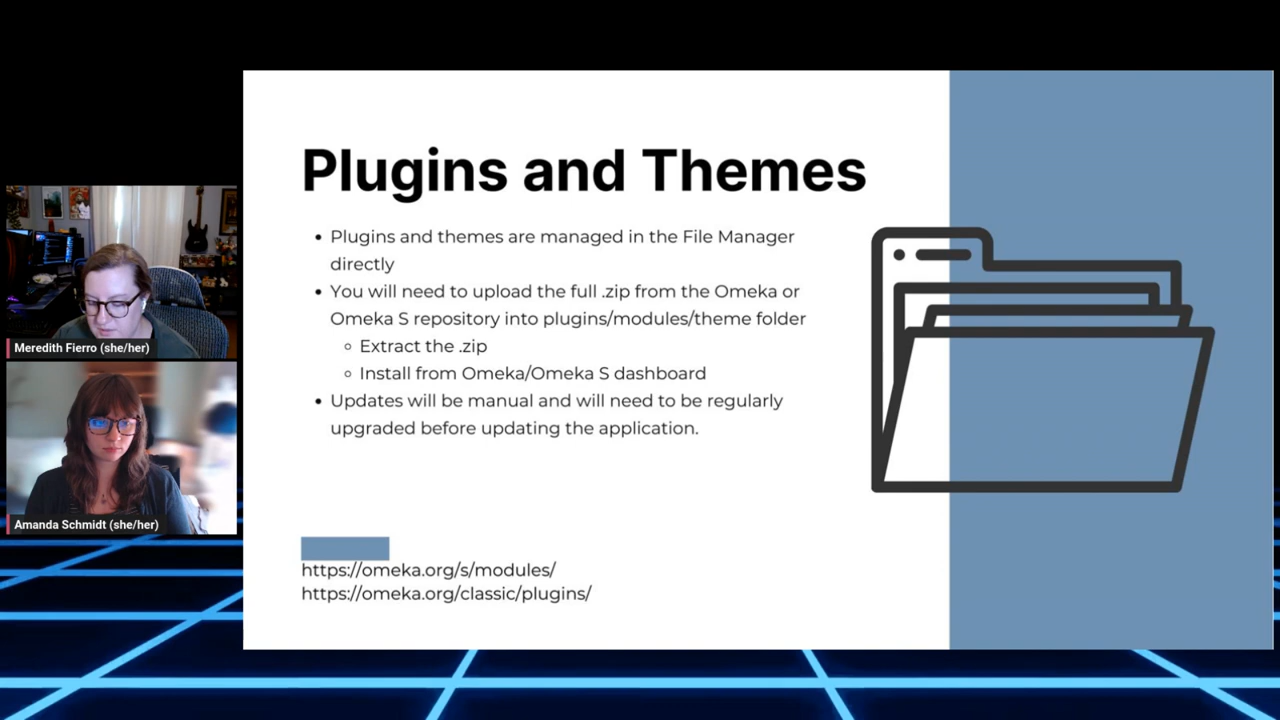 Plugins and Themes
• Plugins and themes are managed in the File Manager
directly
• You will need to upload the full .zip from the Omeka or
Omeka S repository into plugins/modules/theme folder
◦ Extract the .zip
◦ Install from Omeka/Omeka S dashboard
• Updates will be manual and will need to be regularly
upgraded before updating the application.
https://omeka.org/s/modules/
https://omeka.org/classic/plugins/
Meredith Fierro (she/her)
Amanda Schmidt (she/her)